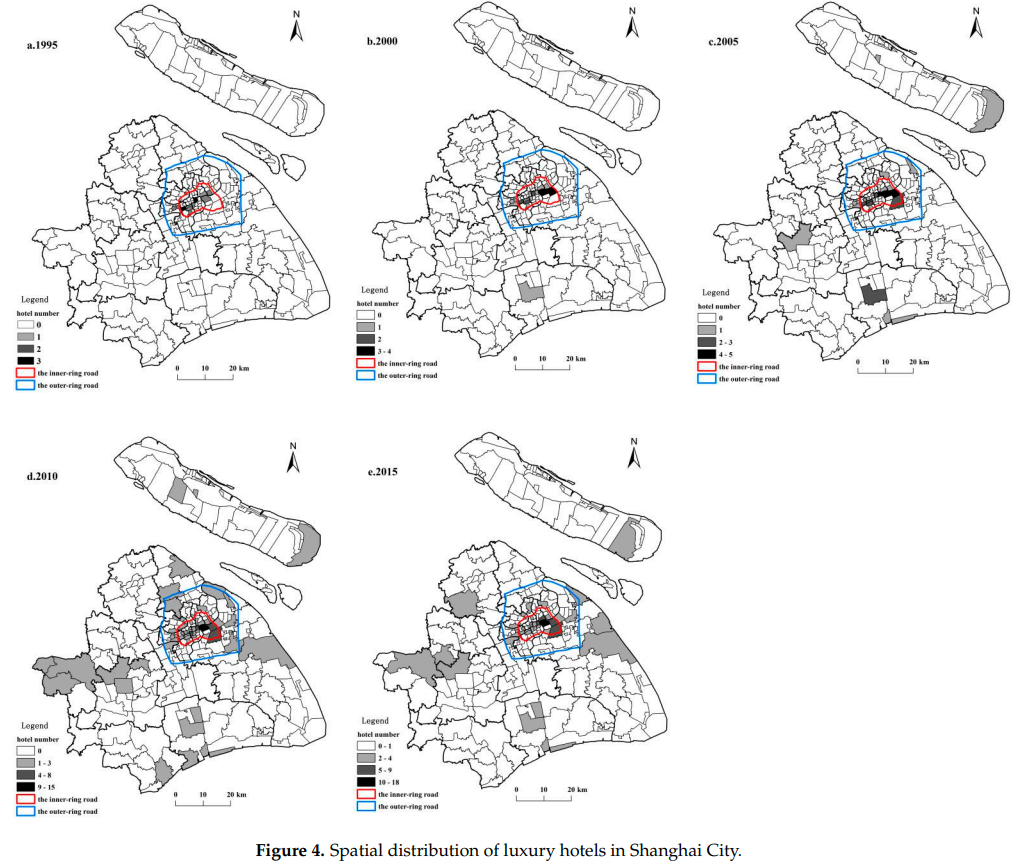 a.1995
N
Legend
hotel number
0
1
2
3
the inner-ring road
the outer-ring road
0 10 20 km
b.2000
N
Legend
hotel number
0
1
2
3 - 4
the inner-ring road
the outer-ring road
0 10 20 km
c.2005
N
Legend
hotel number
0
1
2 - 3
4 - 5
the inner-ring road
the outer-ring road
0 10 20 km
d.2010
N
Legend
hotel number
0
1 - 3
4 - 8
9 - 15
the inner-ring road
the outer-ring road
0 10 20 km
e.2015
N
Legend
hotel number
0 - 1
2 - 4
5 - 9
10 - 18
the inner-ring road
the outer-ring road
0 10 20 km
Figure 4. Spatial distribution of luxury hotels in Shanghai City.